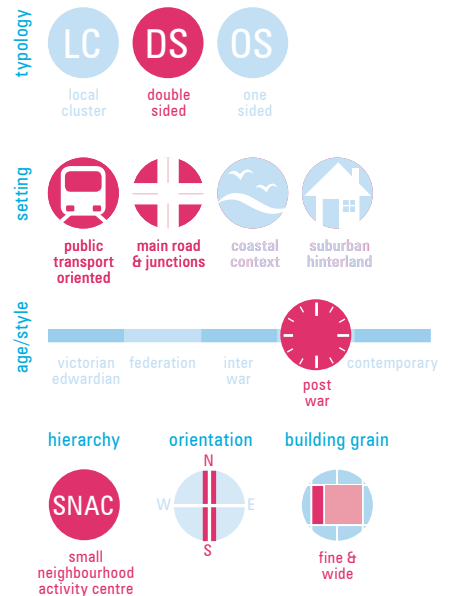 typology
LC
DS
OS
local
cluster
double
sided
one
sided
setting
public
transport
oriented
main road
& junctions
coastal
context
suburban
hinterland
age/style
victorian
edwardian
federation
inter
war
post
war
contemporary
hierarchy
orientation
building grain
SNAC
N
W
E
S
small
neighbourhood
activity centre
fine &
wide